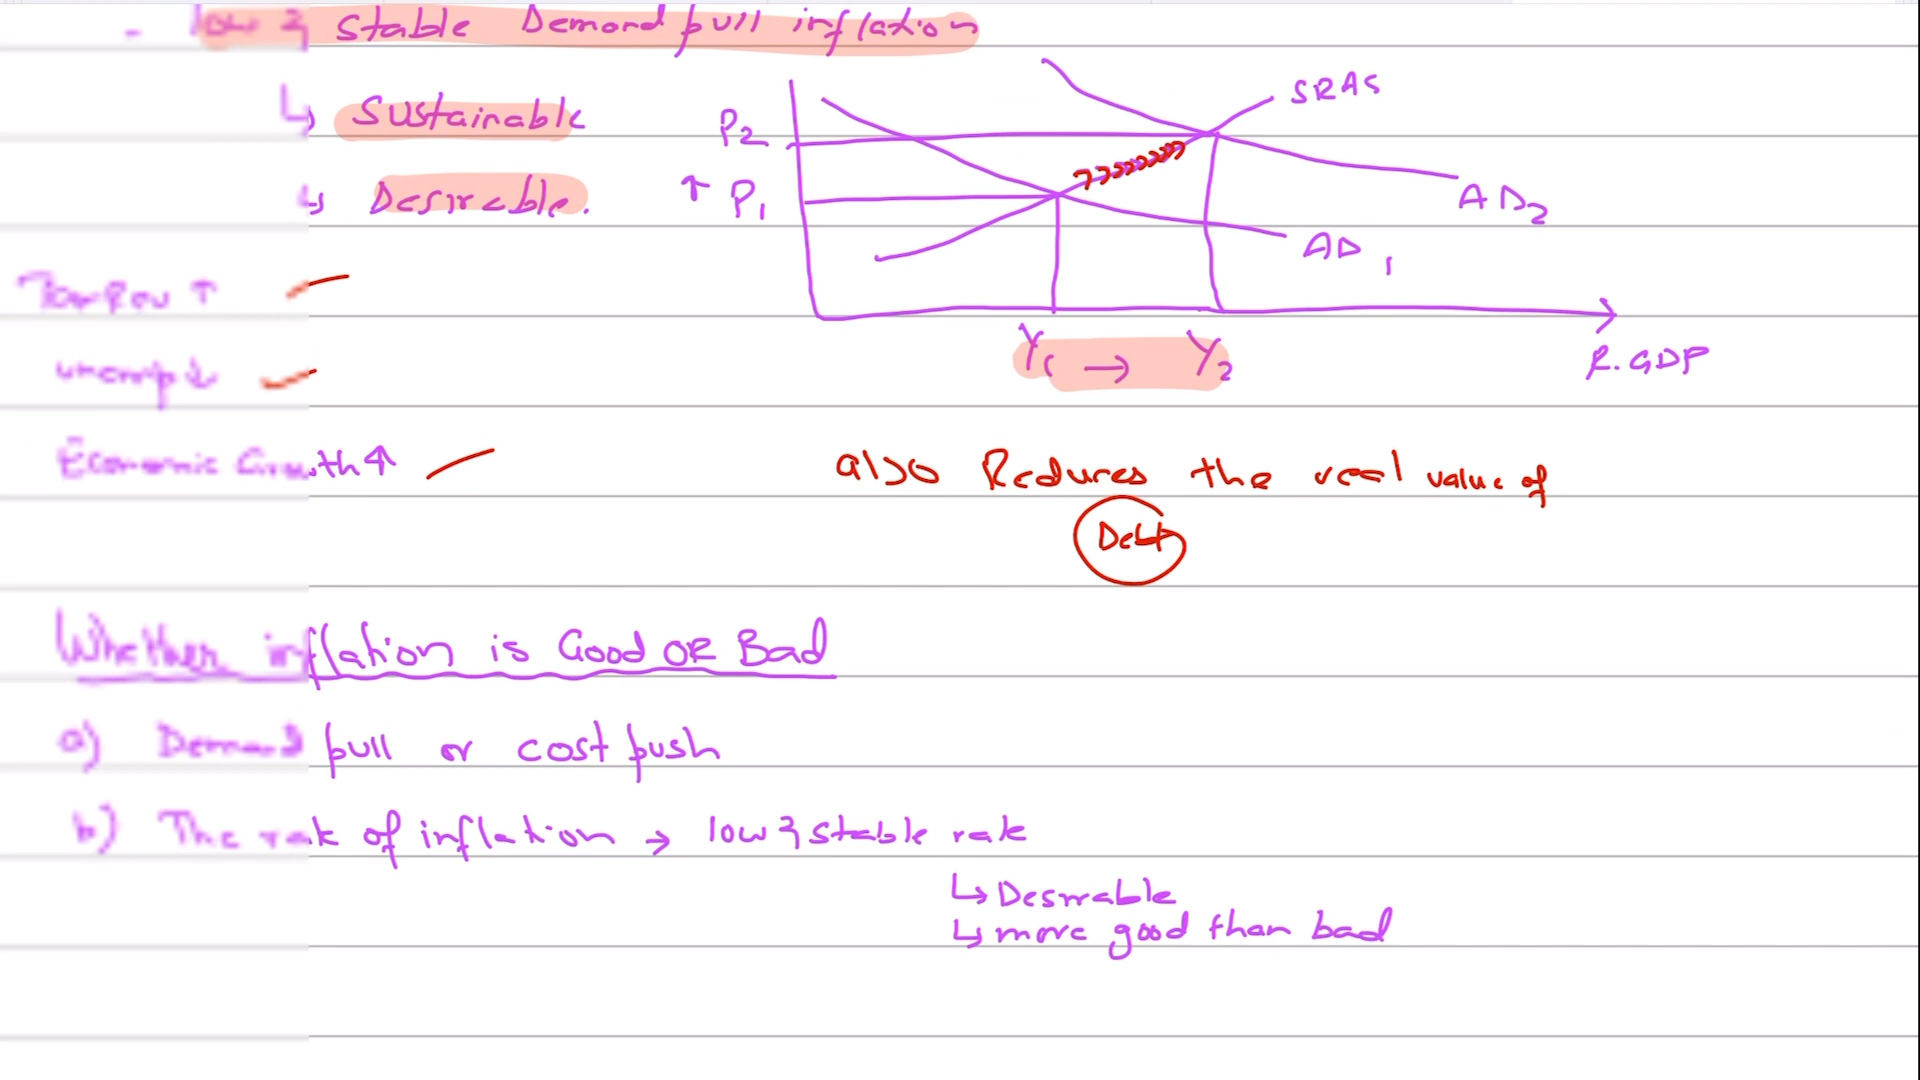 - low & stable Demand pull inflation
↳ Sustainable
↳ Desirable.
P2
↑ P1
SRAS
AD2
AD1
Y1 → Y2
R.GDP
Tax Rev ↑
unemp ↓
Economic Growth ↑
also Reduces the real value of
Debt
Whether inflation is Good OR Bad
a) Demand pull or cost push
b) The rate of inflation → low & stable rate
↳ Desirable
↳ more good than bad